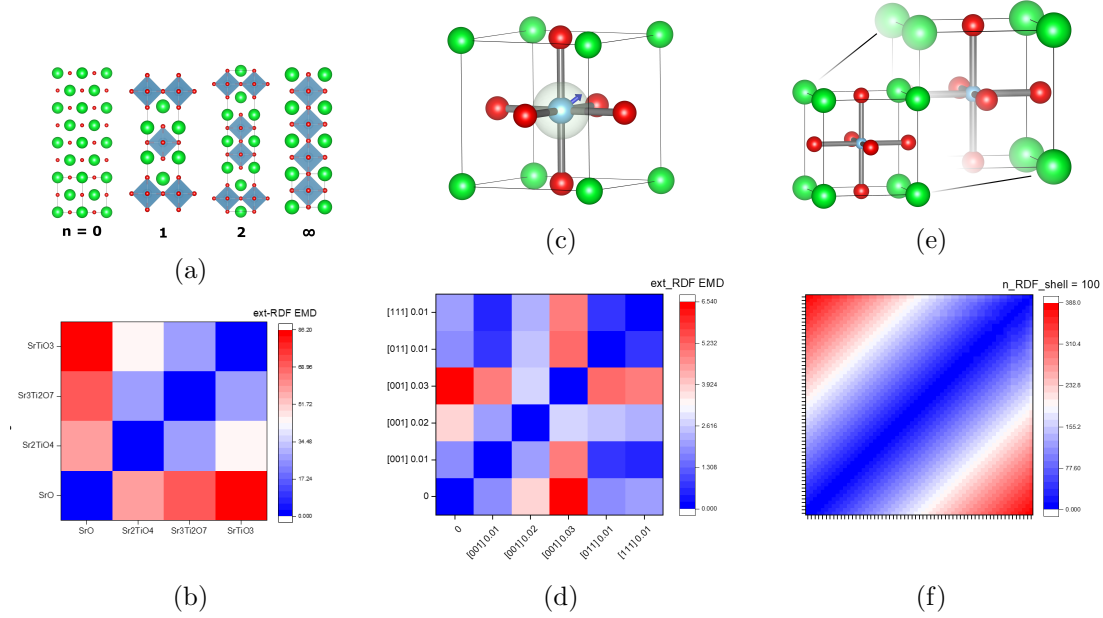 n = 0 1 2 ∞
(a)
(c)
(e)
ext-RDF EMD
86.20
68.96
51.72
34.48
17.24
0.000
SrTiO3
Sr3Ti2O7
Sr2TiO4
SrO
SrO Sr2TiO4 Sr3Ti2O7 SrTiO3
(b)
ext_RDF EMD
6.540
5.232
3.924
2.616
1.308
0.000
[111] 0.01
[011] 0.01
[001] 0.03
[001] 0.02
[001] 0.01
0
0 [001] 0.01 [001] 0.02 [001] 0.03 [011] 0.01 [111] 0.01
(d)
n_RDF_shell = 100
388.0
310.4
232.8
155.2
77.60
0.000
(f)